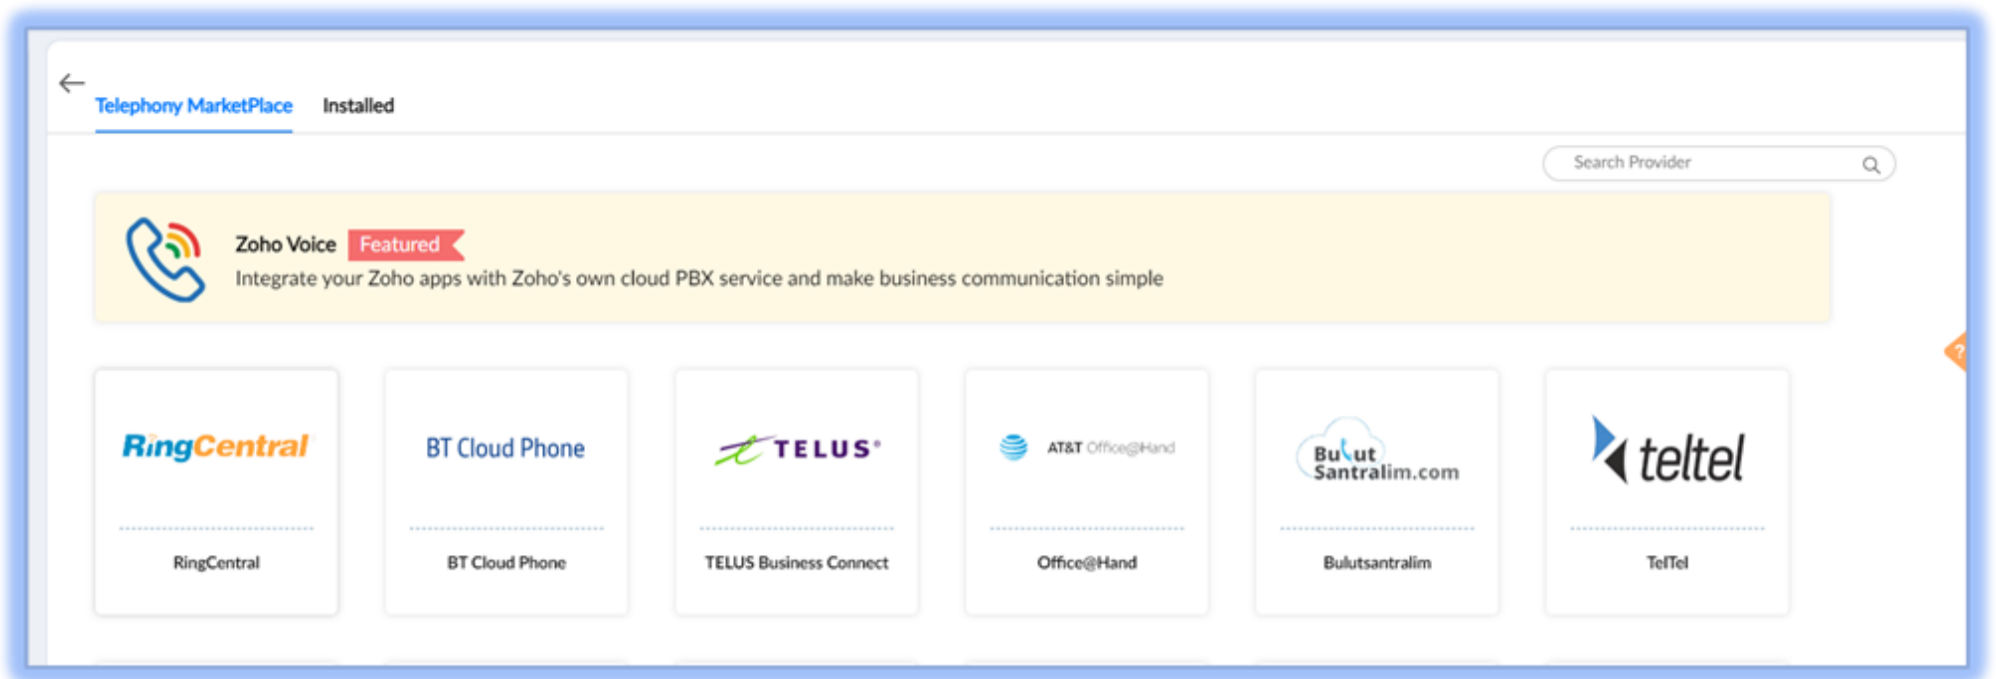 Telephony MarketPlace Installed
Search Provider
Zoho Voice Featured
Integrate your Zoho apps with Zoho's own cloud PBX service and make business communication simple
RingCentral BT Cloud Phone TELUS® AT&T Office@Hand Bulut Santralim.com teltel
RingCentral BT Cloud Phone TELUS Business Connect Office@Hand Bulutsantralim TelTel
?